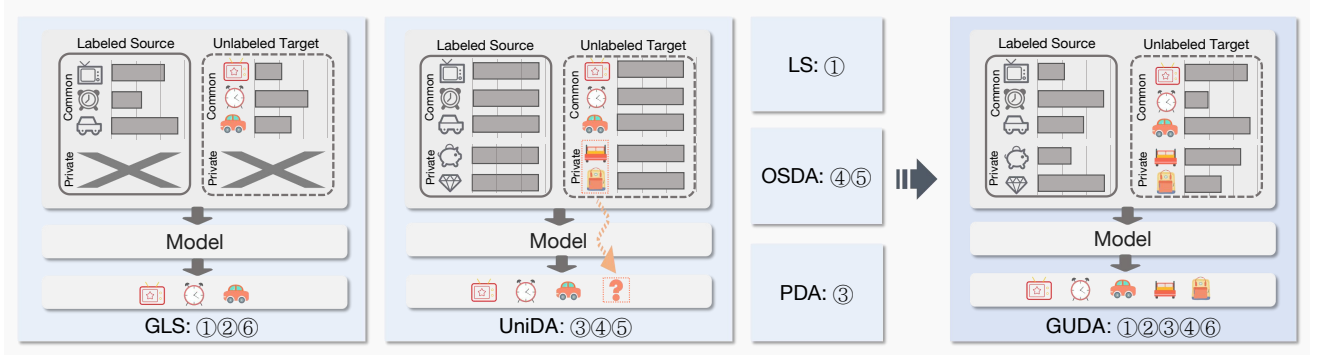 Labeled Source
Unlabeled Target
Common
Private
Common
Private
Model
GLS: ①②⑥
Labeled Source
Unlabeled Target
Common
Private
Common
Private
Model
?
UniDA: ③④⑤
LS: ①
OSDA: ④⑤
PDA: ③
Labeled Source
Unlabeled Target
Common
Private
Common
Private
Model
GUDA: ①②③④⑥